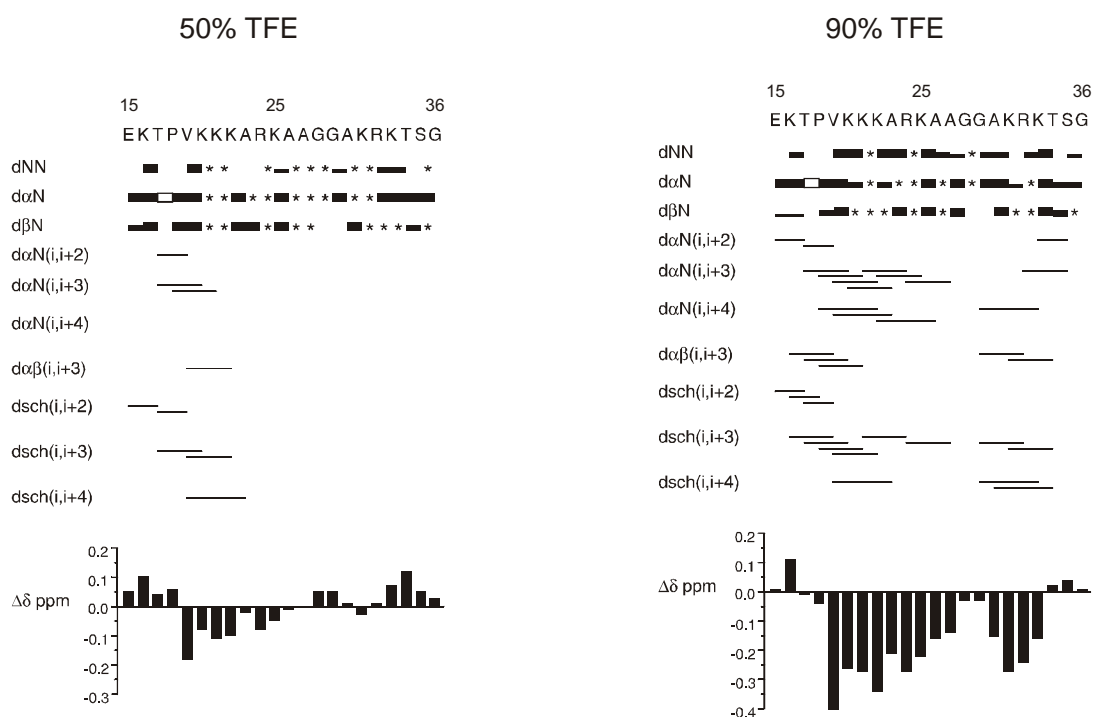 50% TFE
15 25 36
EKTPVKKKARKAAGGAKRKTSG
dNN * * * * * * * * *
dαN * * * * * *
dβN * * * * * * * *
dαN(i,i+2)
dαN(i,i+3)
dαN(i,i+4)
dαβ(i,i+3)
dsch(i,i+2)
dsch(i,i+3)
dsch(i,i+4)
0.2
0.1
Δδ ppm 0.0
-0.1
-0.2
-0.3
90% TFE
15 25 36
EKTPVKKKARKAAGGAKRKTSG
dNN * * *
dαN * * * *
dβN * * * * * *
dαN(i,i+2)
dαN(i,i+3)
dαN(i,i+4)
dαβ(i,i+3)
dsch(i,i+2)
dsch(i,i+3)
dsch(i,i+4)
0.2
0.1
Δδ ppm 0.0
-0.1
-0.2
-0.3
-0.4